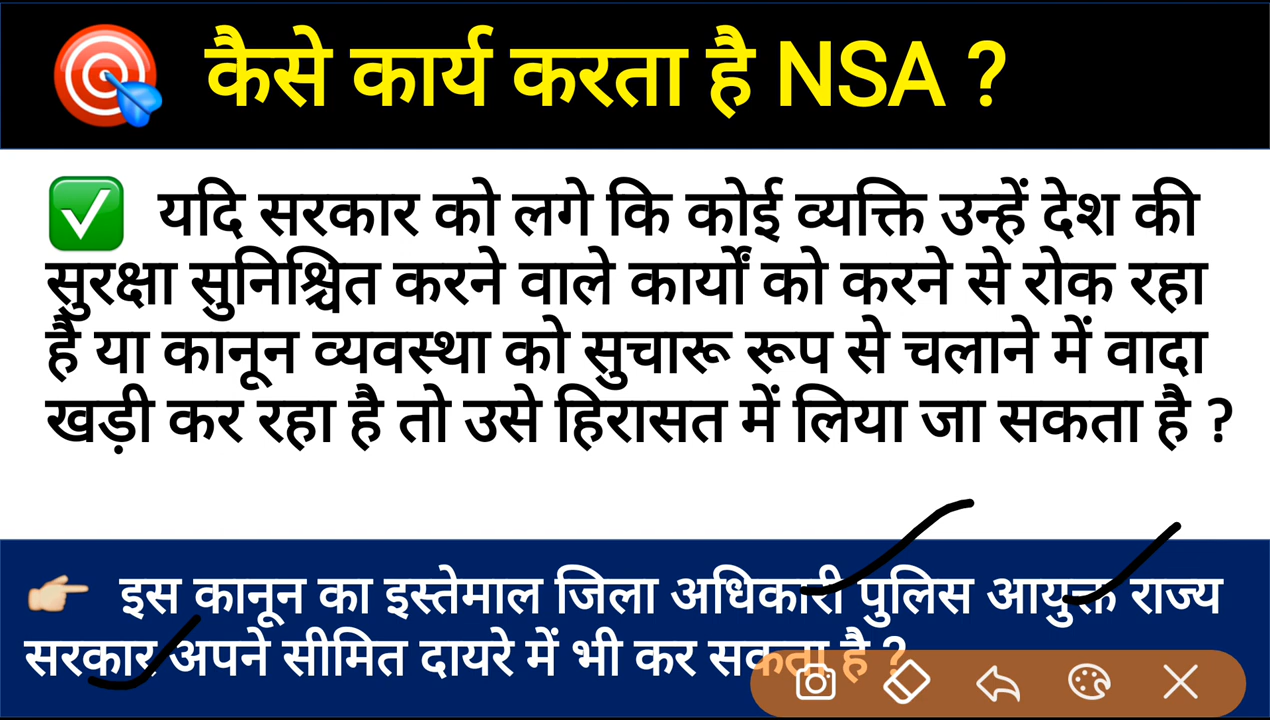 कैसे कार्य करता है NSA ?
यदि सरकार को लगे कि कोई व्यक्ति उन्हें देश की
सुरक्षा सुनिश्चित करने वाले कार्यों को करने से रोक रहा
है या कानून व्यवस्था को सुचारू रूप से चलाने में वादा
खड़ी कर रहा है तो उसे हिरासत में लिया जा सकता है ?
इस कानून का इस्तेमाल जिला अधिकारी पुलिस आयुक्त राज्य
सरकार अपने सीमित दायरे में भी कर सकता है ?